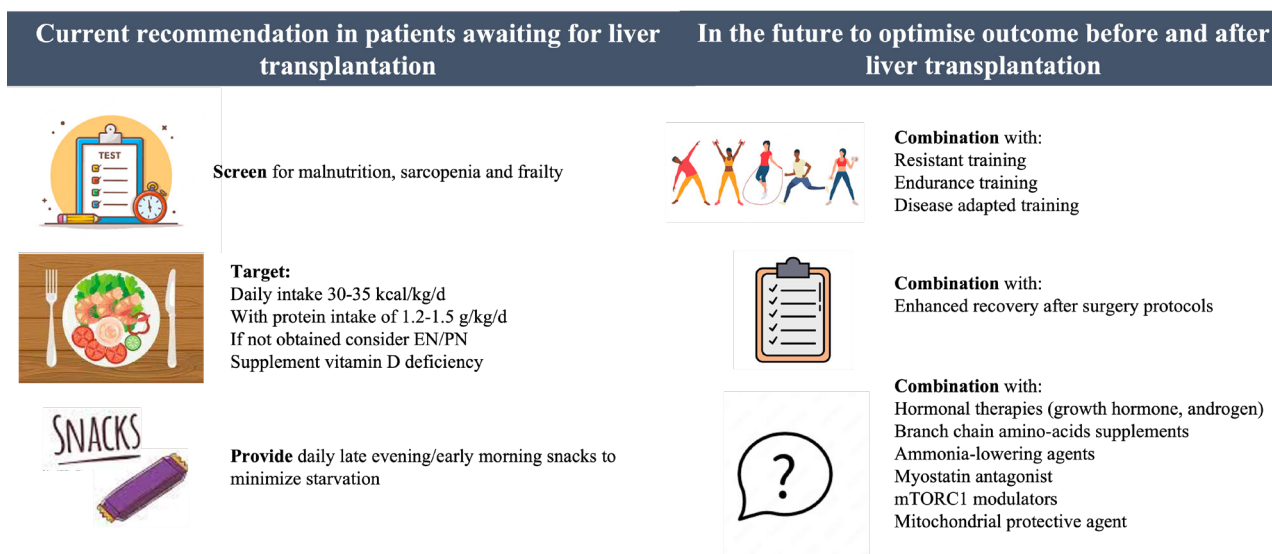 Current recommendation in patients awaiting for liver
transplantation
TEST
Screen for malnutrition, sarcopenia and frailty
Target:
Daily intake 30-35 kcal/kg/d
With protein intake of 1.2-1.5 g/kg/d
If not obtained consider EN/PN
Supplement vitamin D deficiency
SNACKS
Provide daily late evening/early morning snacks to
minimize starvation
In the future to optimise outcome before and after
liver transplantation
Combination with:
Resistant training
Endurance training
Disease adapted training
Combination with:
Enhanced recovery after surgery protocols
?
Combination with:
Hormonal therapies (growth hormone, androgen)
Branch chain amino-acids supplements
Ammonia-lowering agents
Myostatin antagonist
mTORC1 modulators
Mitochondrial protective agent